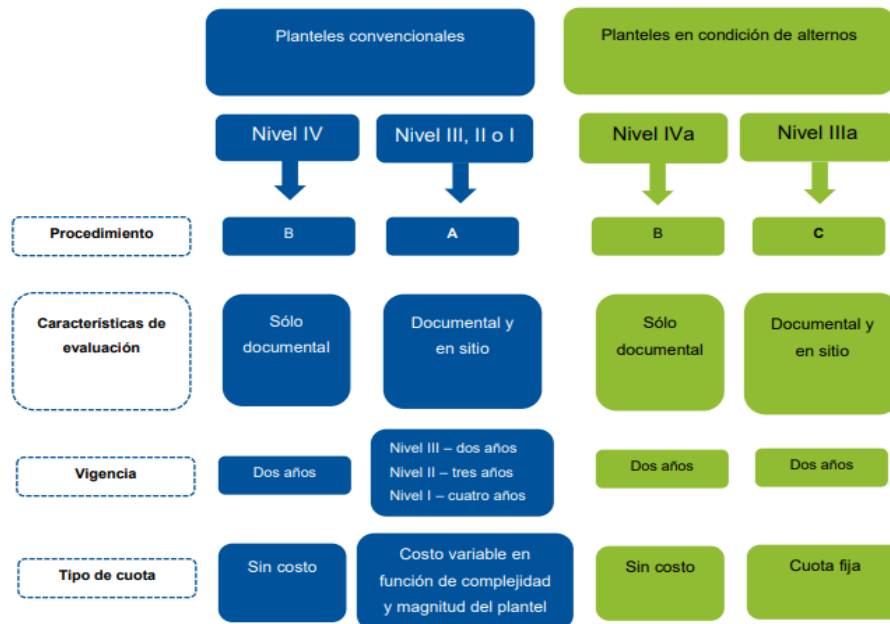 Planteles convencionales
Planteles en condición de alternos
Nivel IV
Nivel III, II o I
Nivel IVa
Nivel IIIa
Procedimiento
B
A
B
C
Características de
evaluación
Sólo
documental
Documental y
en sitio
Sólo
documental
Documental y
en sitio
Vigencia
Dos años
Nivel III – dos años
Nivel II – tres años
Nivel I – cuatro años
Dos años
Dos años
Tipo de cuota
Sin costo
Costo variable en
función de complejidad
y magnitud del plantel
Sin costo
Cuota fija